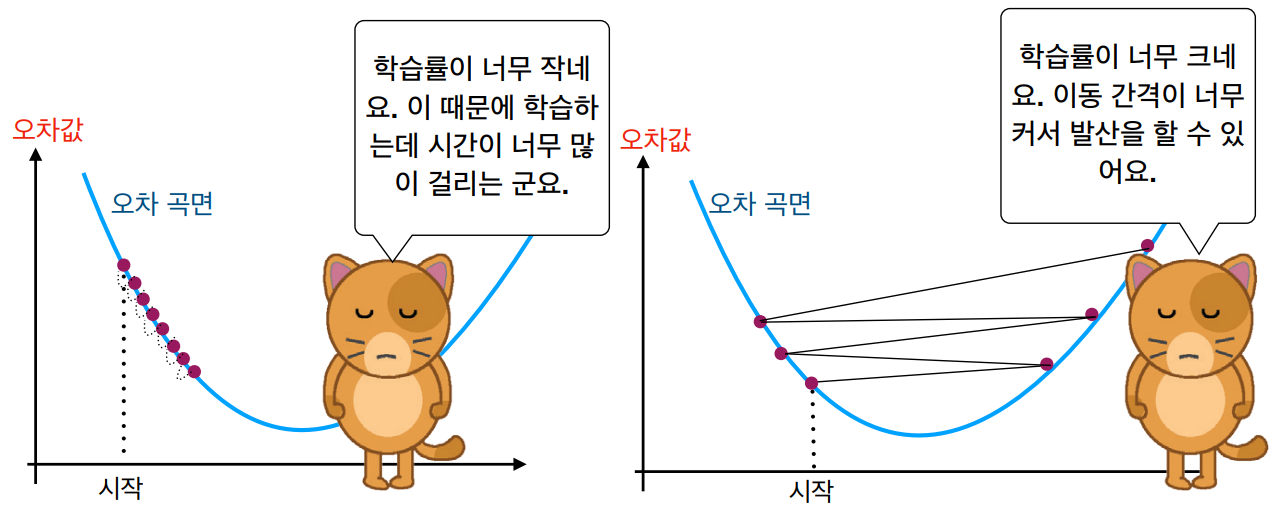 학습률이 너무 작네
요. 이 때문에 학습하
는데 시간이 너무 많
이 걸리는 군요.
오차값
오차 곡면
시작
학습률이 너무 크네
요. 이동 간격이 너무
커서 발산을 할 수 있
어요.
오차값
오차 곡면
시작